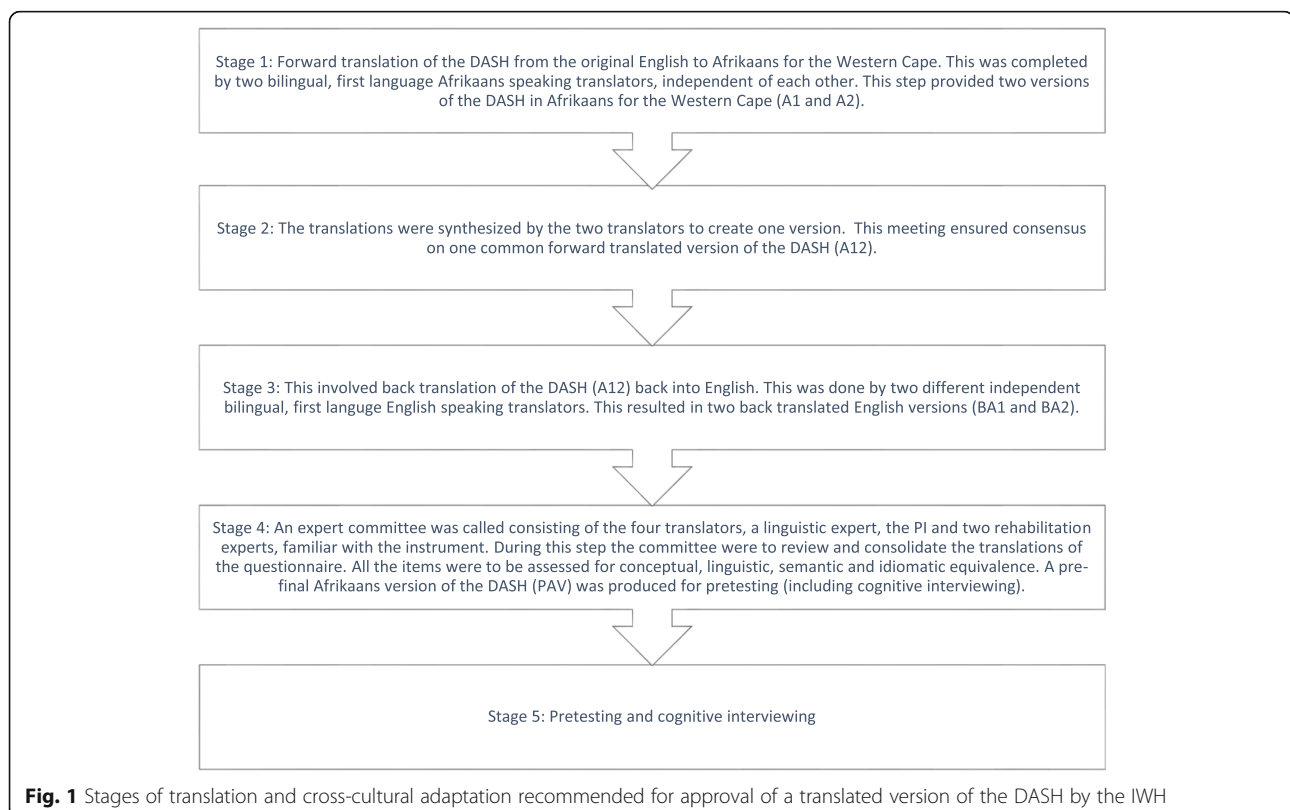 Stage 1: Forward translation of the DASH from the original English to Afrikaans for the Western Cape. This was completed
by two bilingual, first language Afrikaans speaking translators, independent of each other. This step provided two versions
of the DASH in Afrikaans for the Western Cape (A1 and A2).
Stage 2: The translations were synthesized by the two translators to create one version. This meeting ensured consensus
on one common forward translated version of the DASH (A12).
Stage 3: This involved back translation of the DASH (A12) back into English. This was done by two different independent
bilingual, first languge English speaking translators. This resulted in two back translated English versions (BA1 and BA2).
Stage 4: An expert committee was called consisting of the four translators, a linguistic expert, the PI and two rehabilitation
experts, familiar with the instrument. During this step the committee were to review and consolidate the translations of
the questionnaire. All the items were to be assessed for conceptual, linguistic, semantic and idiomatic equivalence. A pre-
final Afrikaans version of the DASH (PAV) was produced for pretesting (including cognitive interviewing).
Stage 5: Pretesting and cognitive interviewing
Fig. 1 Stages of translation and cross-cultural adaptation recommended for approval of a translated version of the DASH by the IWH